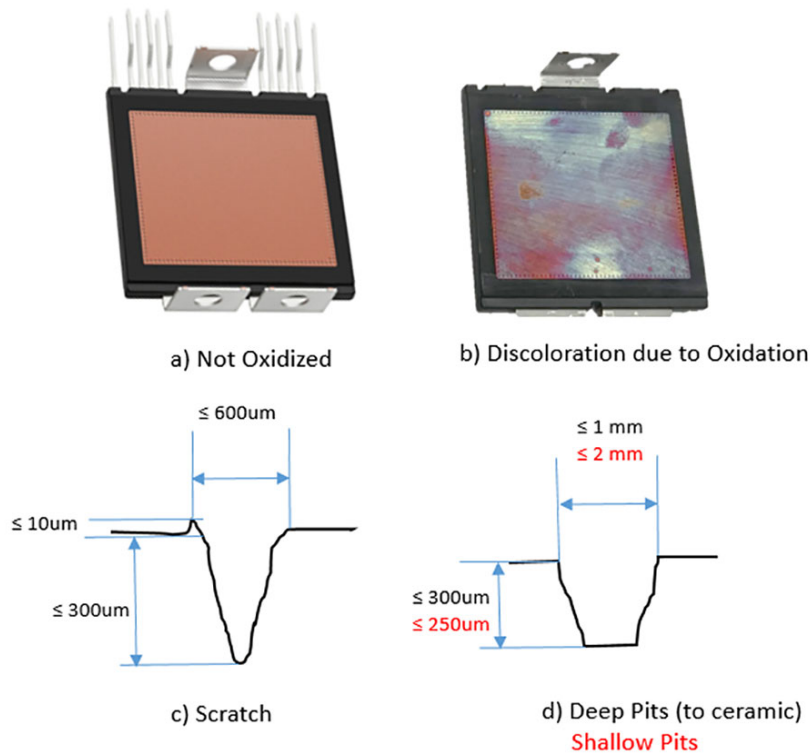 a) Not Oxidized
b) Discoloration due to Oxidation
≤ 600um
≤ 10um
≤ 300um
c) Scratch
≤ 1 mm
≤ 2 mm
≤ 300um
≤ 250um
d) Deep Pits (to ceramic)
Shallow Pits